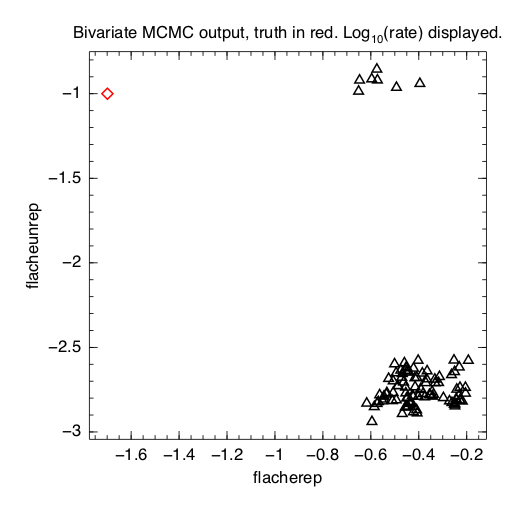 Bivariate MCMC output, truth in red. Log10(rate) displayed.
−1
−1.5
−2
−2.5
−3
flacheunrep
−1.6 −1.4 −1.2 −1 −0.8 −0.6 −0.4 −0.2
flacherep